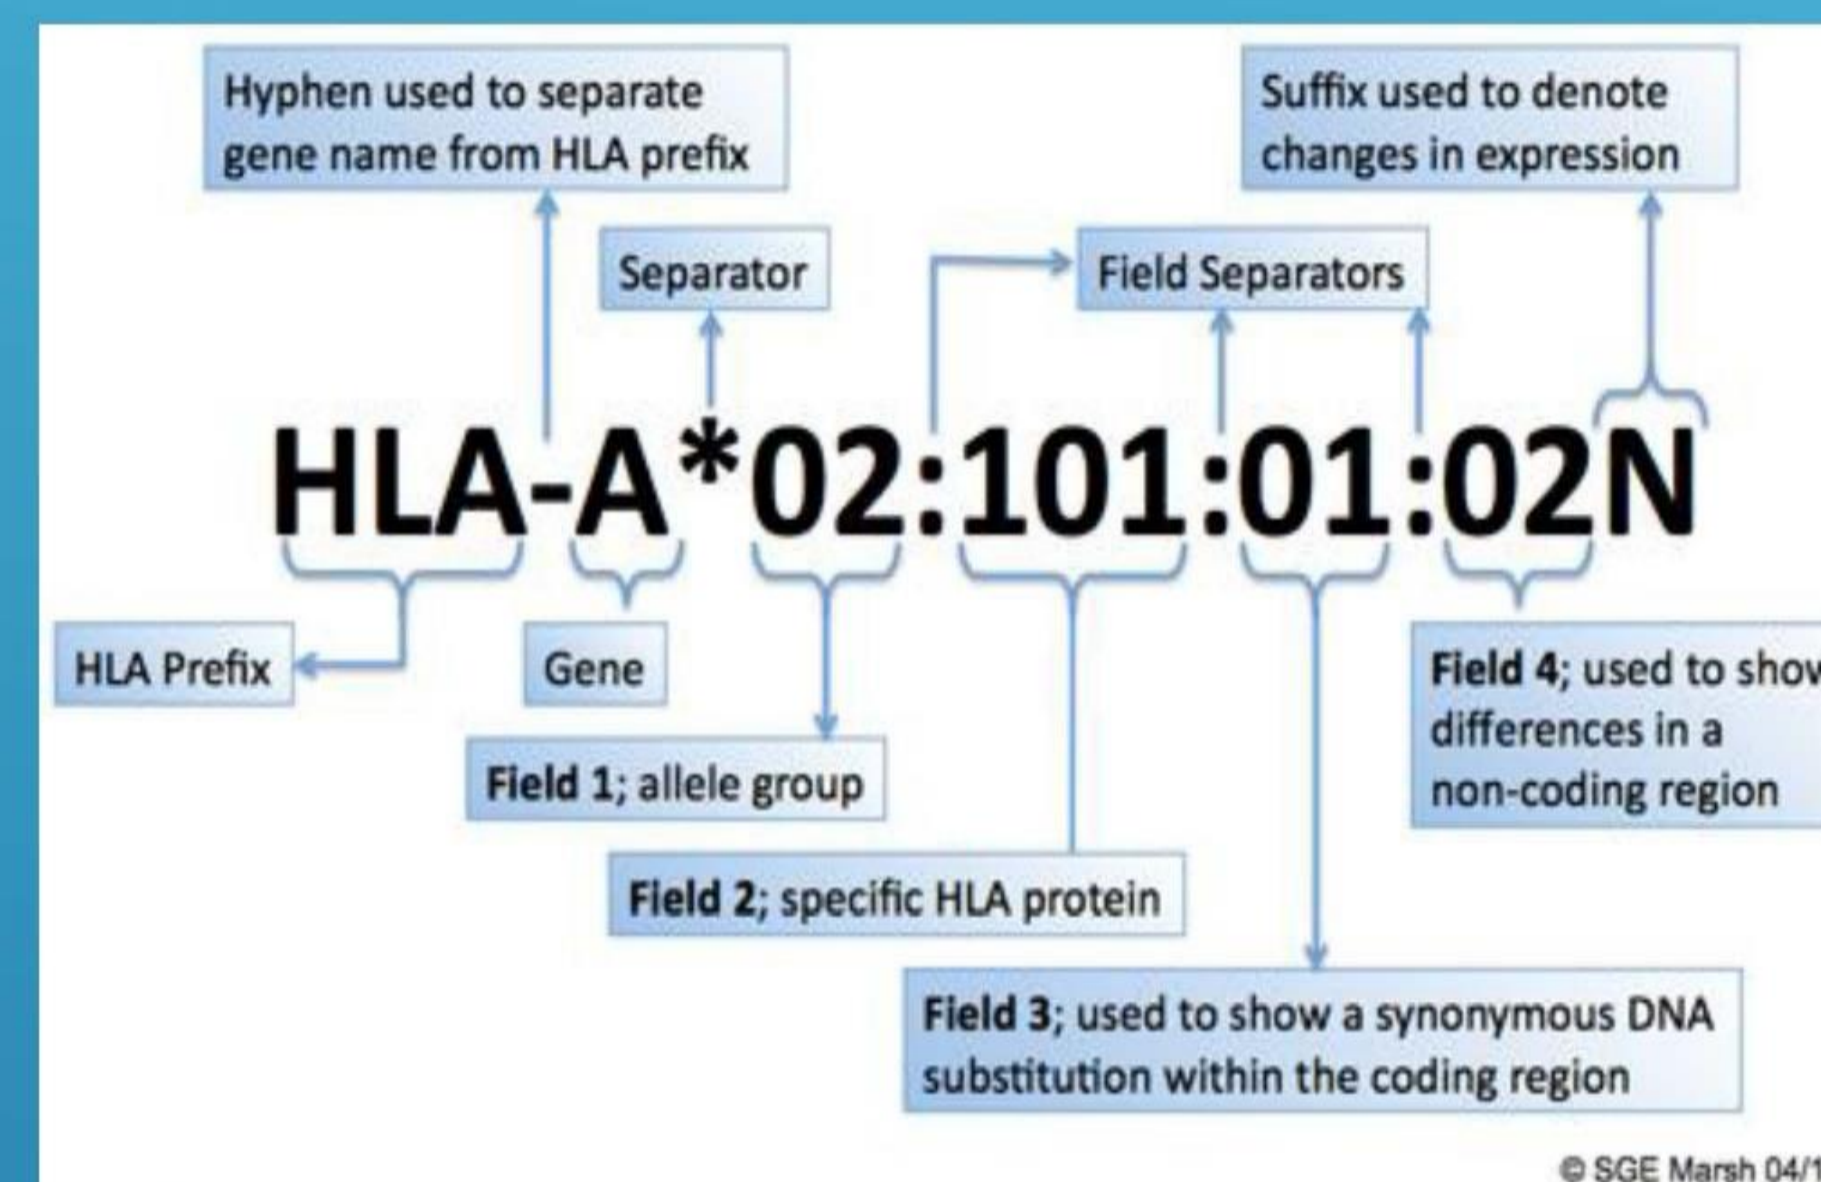 Hyphen used to separate
gene name from HLA prefix
Suffix used to denote
changes in expression
Separator
Field Separators
HLA-A*02:101:01:02N
HLA Prefix
Gene
Field 4; used to show
differences in a
non-coding region
Field 1; allele group
Field 2; specific HLA protein
Field 3; used to show a synonymous DNA
substitution within the coding region
© SGE Marsh 04/1